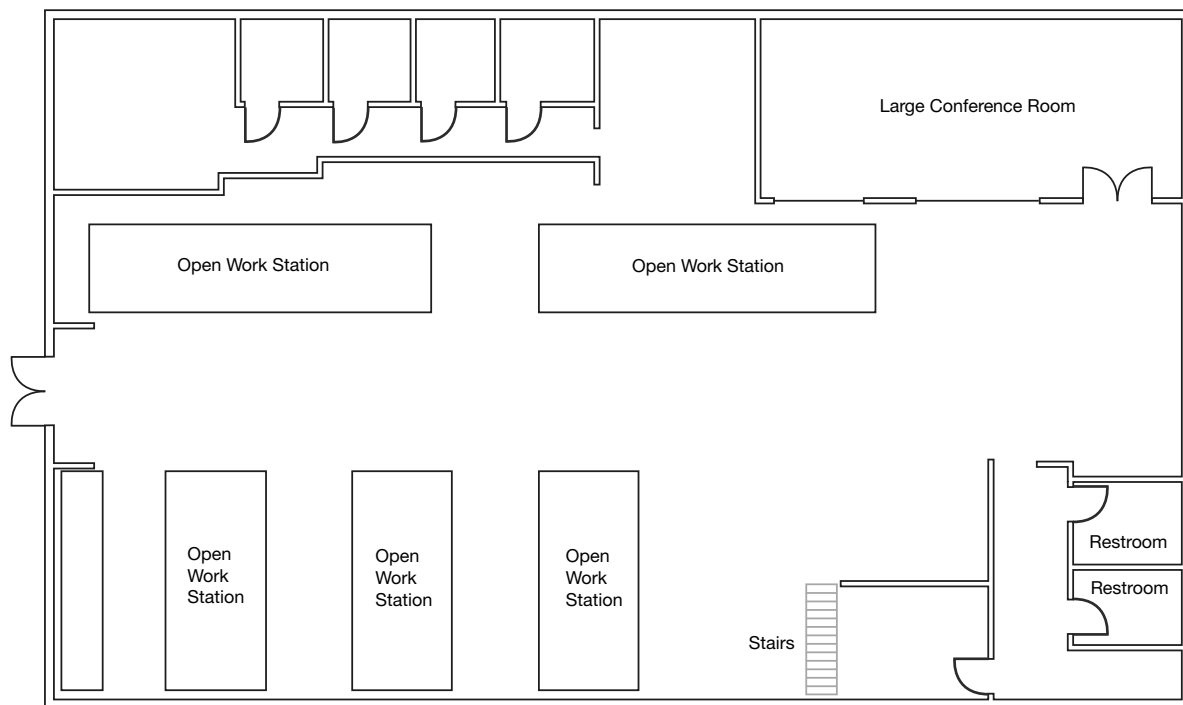 Large Conference Room
Open Work Station
Open Work Station
Open
Work
Station
Open
Work
Station
Open
Work
Station
Stairs
Restroom
Restroom